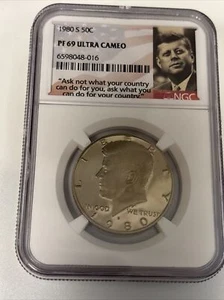 1980 S 50C
PF 69 ULTRA CAMEO
6598048-016
"Ask not what your country
can do for you, ask what you
can do for your country"
NGC
LIBERTY
IN GOD WE TRUST
S
1980